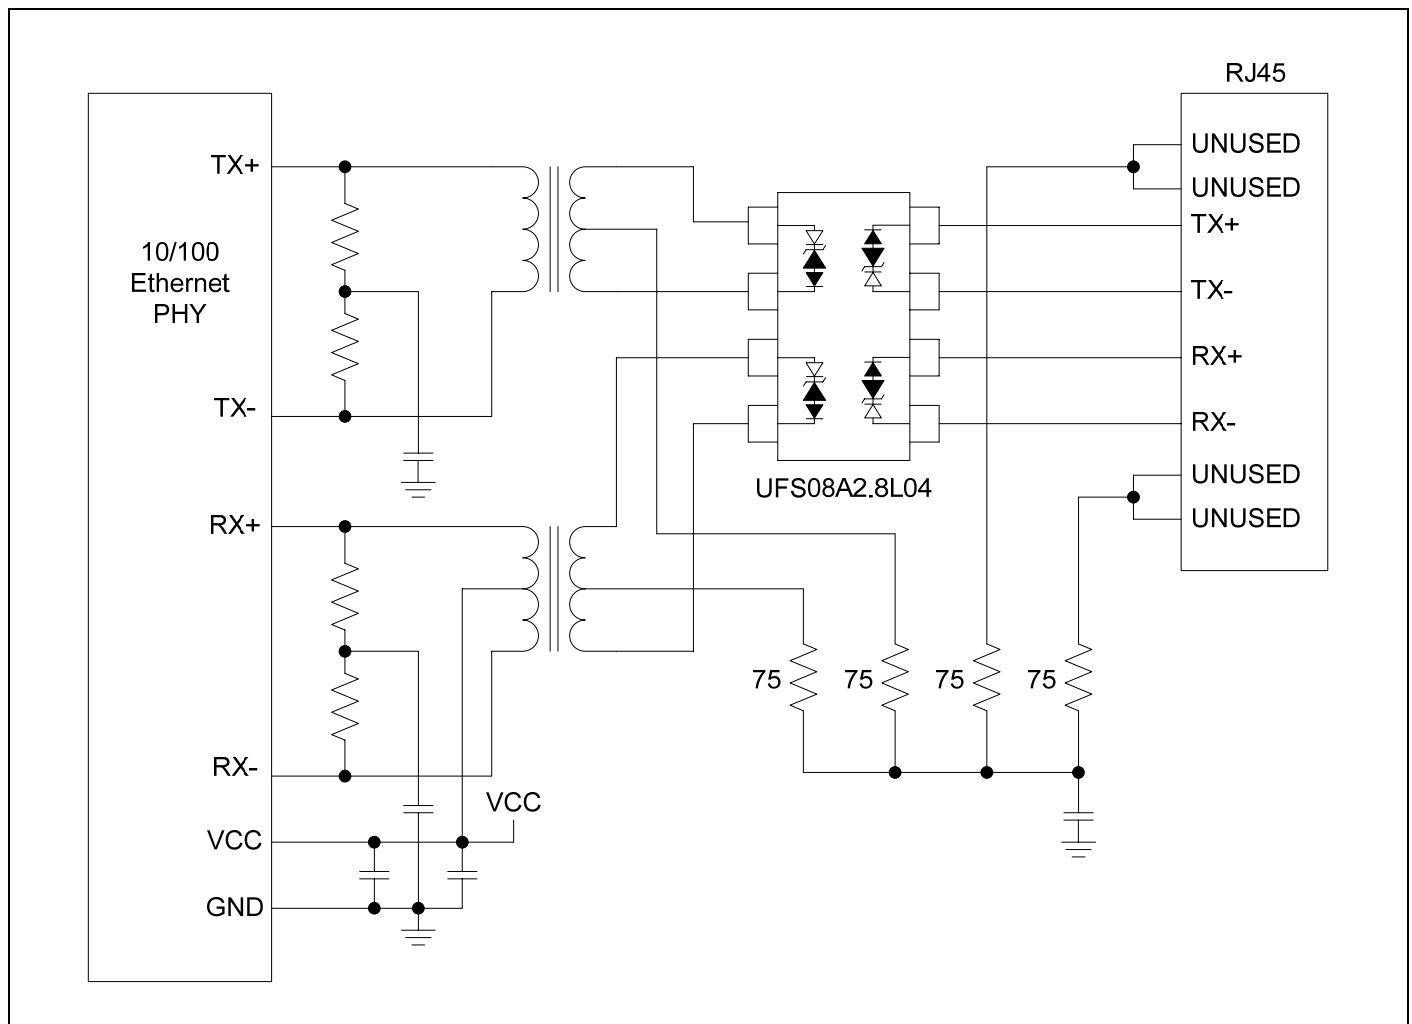 RJ45
UNUSED
UNUSED
TX+
TX-
RX+
RX-
UNUSED
UNUSED
TX+
10/100
Ethernet
PHY
TX-
RX+
RX-
VCC
GND
VCC
UFS08A2.8L04
75
75
75
75